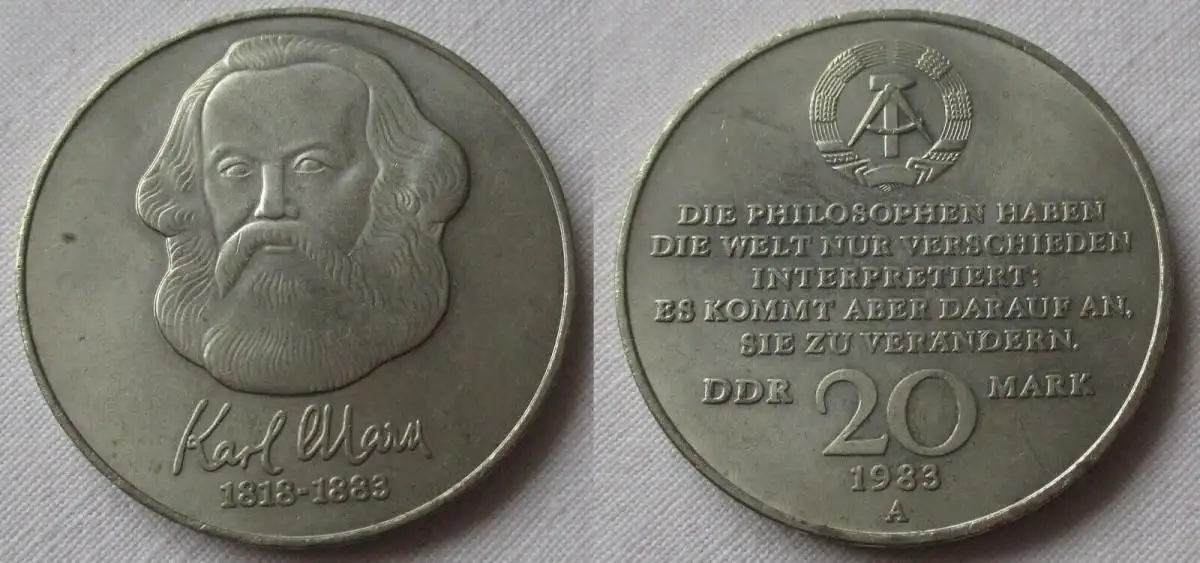 Karl Marx
1818-1883
DIE PHILOSOPHEN HABEN
DIE WELT NUR VERSCHIEDEN
INTERPRETIERT;
ES KOMMT ABER DARAUF AN,
SIE ZU VERÄNDERN.
DDR 20 MARK
1983
A